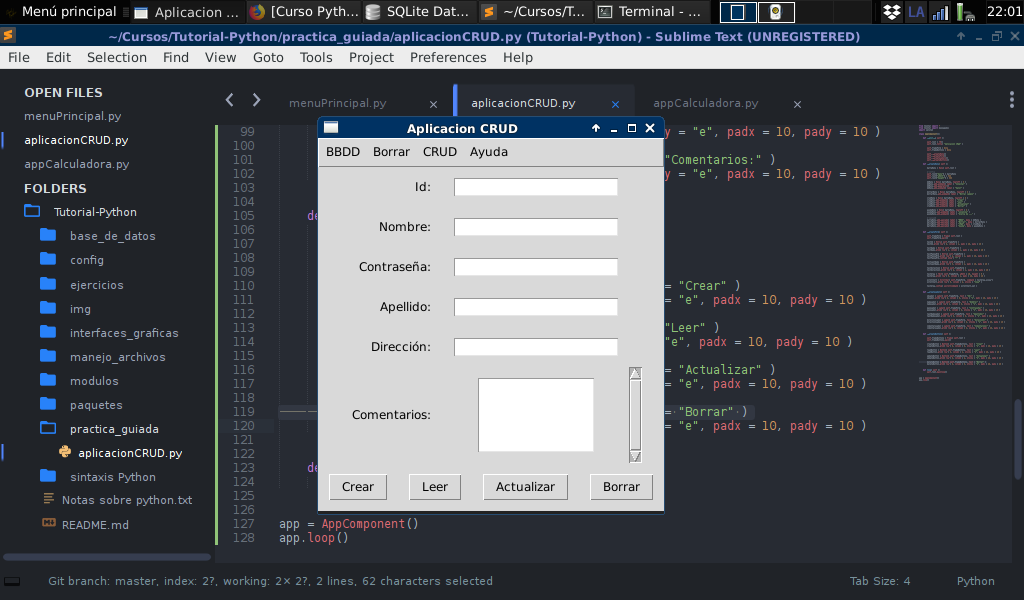 Menú principal
Aplicacion ...
[Curso Pyth...
SQLite Dat...
~/Cursos/T...
Terminal - ...
LA
22:01
~/Cursos/Tutorial-Python/practica_guiada/aplicacionCRUD.py (Tutorial-Python) - Sublime Text (UNREGISTERED)
File Edit Selection Find View Goto Tools Project Preferences Help
OPEN FILES
menuPrincipal.py
aplicacionCRUD.py
appCalculadora.py
FOLDERS
Tutorial-Python
base_de_datos
config
ejercicios
img
interfaces_graficas
manejo_archivos
modulos
paquetes
practica_guiada
aplicacionCRUD.py
sintaxis Python
Notas sobre python.txt
README.md
menuPrincipal.py × aplicacionCRUD.py × appCalculadora.py ×
99 y = "e", padx = 10, pady = 10 )
100
101 "Comentarios:" )
102 y = "e", padx = 10, pady = 10 )
103
104
105 de
106
107
108
109
110 = "Crear" )
111 = "e", padx = 10, pady = 10 )
112
113 "Leer" )
114 "e", padx = 10, pady = 10 )
115
116 = "Actualizar" )
117 = "e", padx = 10, pady = 10 )
118
119 = "Borrar" )
120 = "e", padx = 10, pady = 10 )
121
122
123 de
124
125
126
127 app = AppComponent()
128 app.loop()
Aplicacion CRUD
BBDD Borrar CRUD Ayuda
Id:
Nombre:
Contraseña:
Apellido:
Dirección:
Comentarios:
Crear Leer Actualizar Borrar
Git branch: master, index: 2?, working: 2× 2?, 2 lines, 62 characters selected
Tab Size: 4
Python